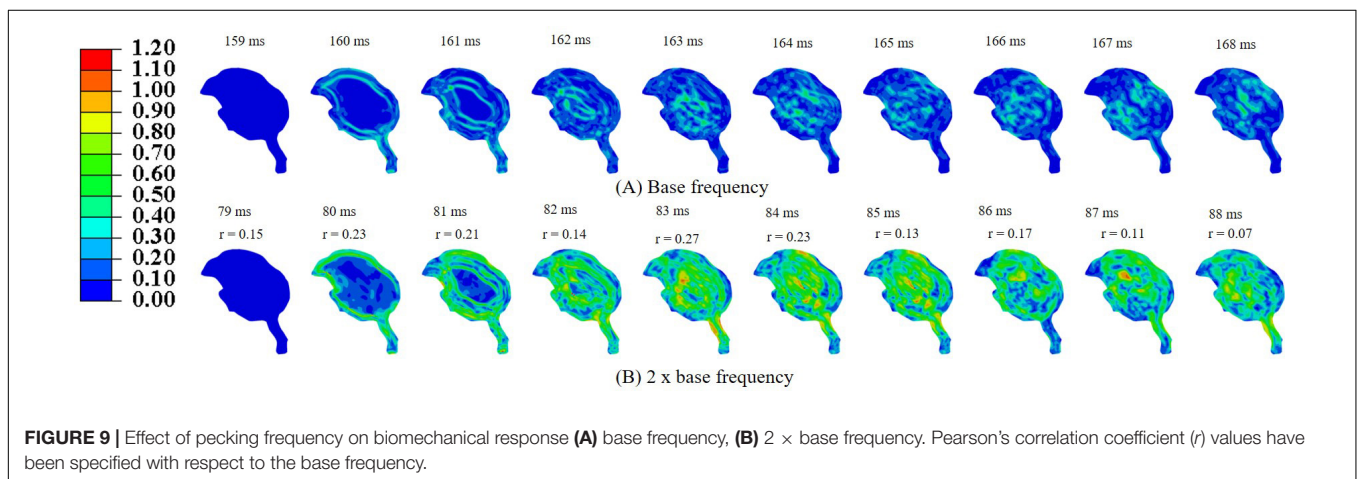 159 ms 160 ms 161 ms 162 ms 163 ms 164 ms 165 ms 166 ms 167 ms 168 ms
1.20
1.10
1.00
0.90
0.80
0.70
0.60
0.50
0.40
0.30
0.20
0.10
0.00
(A) Base frequency
79 ms 80 ms 81 ms 82 ms 83 ms 84 ms 85 ms 86 ms 87 ms 88 ms
r = 0.15 r = 0.23 r = 0.21 r = 0.14 r = 0.27 r = 0.23 r = 0.13 r = 0.17 r = 0.11 r = 0.07
(B) 2 x base frequency
FIGURE 9 | Effect of pecking frequency on biomechanical response (A) base frequency, (B) 2 × base frequency. Pearson's correlation coefficient (r) values have
been specified with respect to the base frequency.